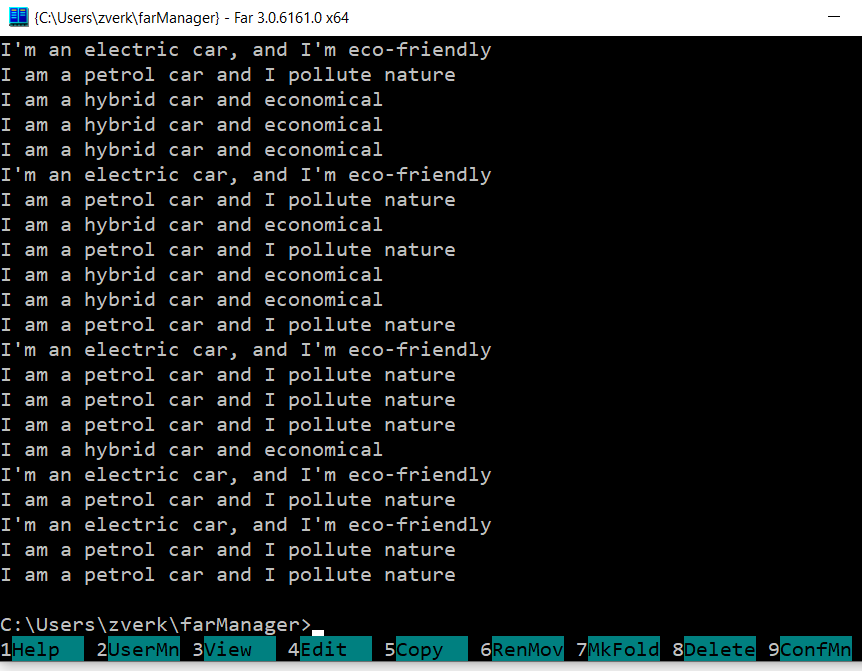 {C:\Users\zverk\farManager} - Far 3.0.6161.0 x64
I'm an electric car, and I'm eco-friendly
I am a petrol car and I pollute nature
I am a hybrid car and economical
I am a hybrid car and economical
I am a hybrid car and economical
I'm an electric car, and I'm eco-friendly
I am a petrol car and I pollute nature
I am a hybrid car and economical
I am a petrol car and I pollute nature
I am a hybrid car and economical
I am a hybrid car and economical
I am a petrol car and I pollute nature
I'm an electric car, and I'm eco-friendly
I am a petrol car and I pollute nature
I am a petrol car and I pollute nature
I am a petrol car and I pollute nature
I am a hybrid car and economical
I'm an electric car, and I'm eco-friendly
I am a petrol car and I pollute nature
I'm an electric car, and I'm eco-friendly
I am a petrol car and I pollute nature
I am a petrol car and I pollute nature
C:\Users\zverk\farManager>
1Help 2UserMn 3View 4Edit 5Copy 6RenMov 7MkFold 8Delete 9ConfMn